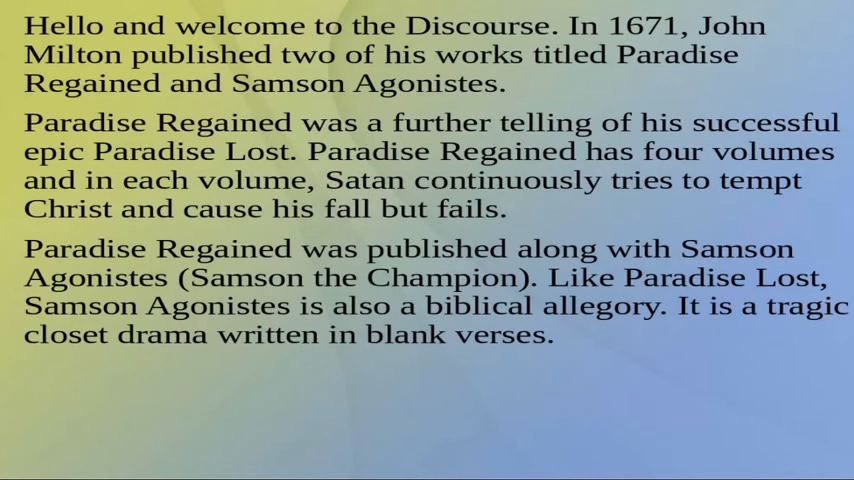 Hello and welcome to the Discourse. In 1671, John
Milton published two of his works titled Paradise
Regained and Samson Agonistes.
Paradise Regained was a further telling of his successful
epic Paradise Lost. Paradise Regained has four volumes
and in each volume, Satan continuously tries to tempt
Christ and cause his fall but fails.
Paradise Regained was published along with Samson
Agonistes (Samson the Champion). Like Paradise Lost,
Samson Agonistes is also a biblical allegory. It is a tragic
closet drama written in blank verses.